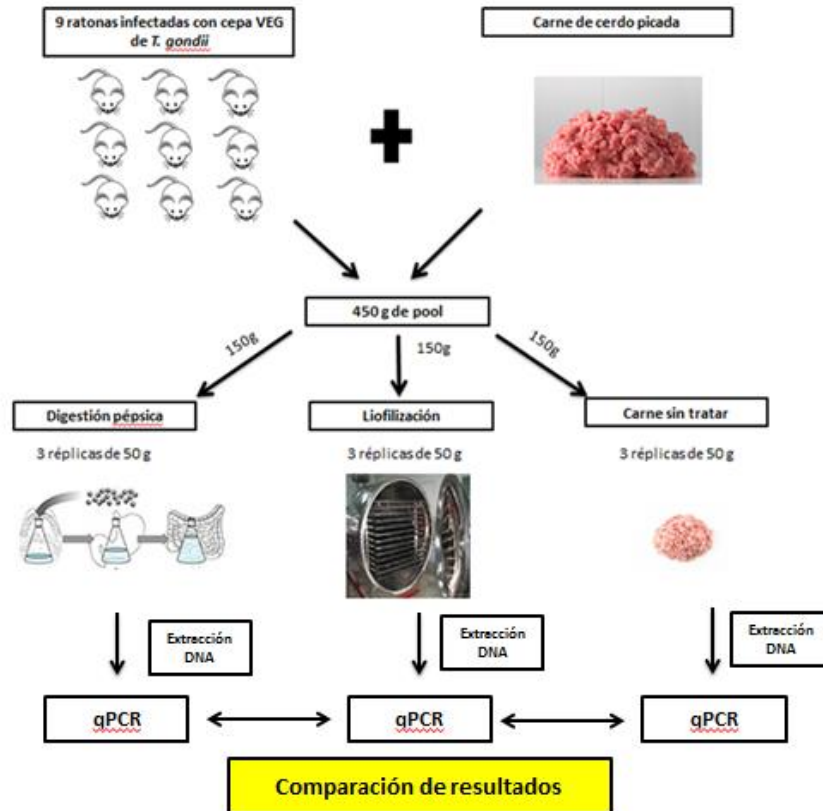 9 ratonas infectadas con cepa VEG
de T. gondii
Carne de cerdo picada
450 g de pool
150g
150g
150g
Digestión pépsica
Liofilización
Carne sin tratar
3 réplicas de 50 g
3 réplicas de 50 g
3 réplicas de 50 g
Extracción
DNA
Extracción
DNA
Extracción
DNA
qPCR
qPCR
qPCR
Comparación de resultados